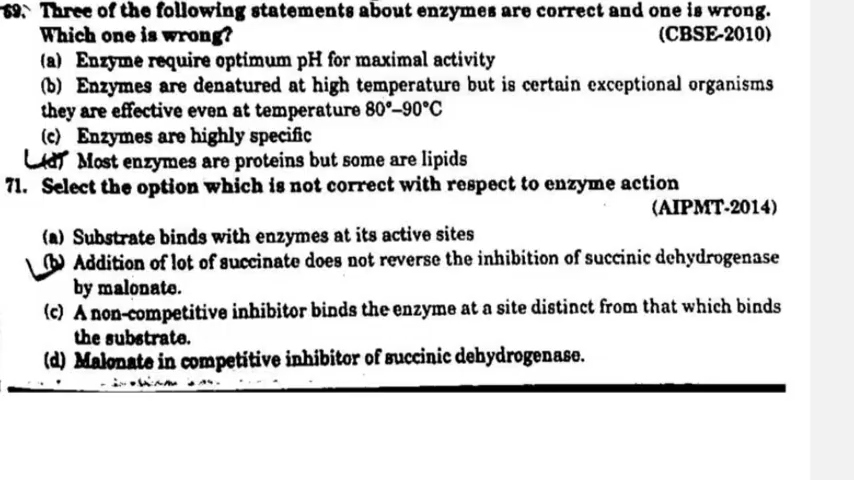 69. Three of the following statements about enzymes are correct and one is wrong.
Which one is wrong? (CBSE-2010)
(a) Enzyme require optimum pH for maximal activity
(b) Enzymes are denatured at high temperature but is certain exceptional organisms
they are effective even at temperature 80°–90°C
(c) Enzymes are highly specific
(d) Most enzymes are proteins but some are lipids
71. Select the option which is not correct with respect to enzyme action
(AIPMT-2014)
(a) Substrate binds with enzymes at its active sites
(b) Addition of lot of succinate does not reverse the inhibition of succinic dehydrogenase
by malonate.
(c) A non-competitive inhibitor binds the enzyme at a site distinct from that which binds
the substrate.
(d) Malonate in competitive inhibitor of succinic dehydrogenase.